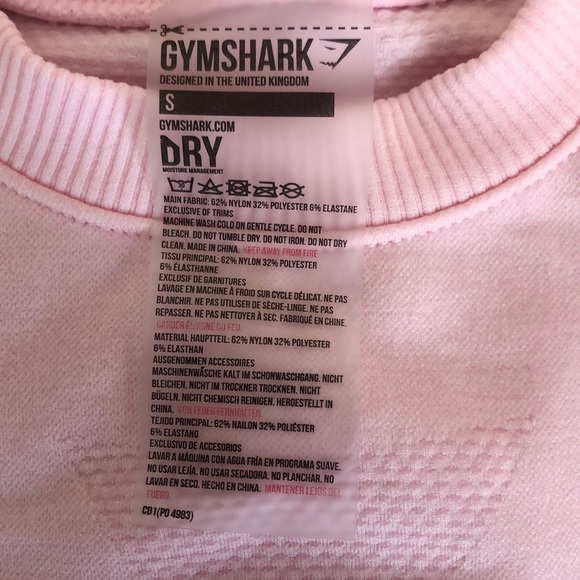 GYMSHARK
DESIGNED IN THE UNITED KINGDOM
S
GYMSHARK.COM
DRY
MOISTURE MANAGEMENT
MAIN FABRIC: 62% NYLON 32% POLYESTER 6% ELASTANE
EXCLUSIVE OF TRIMS
MACHINE WASH COLD ON GENTLE CYCLE. DO NOT
BLEACH. DO NOT TUMBLE DRY. DO NOT IRON. DO NOT DRY
CLEAN. MADE IN CHINA. KEEP AWAY FROM FIRE
TISSU PRINCIPAL: 62% NYLON 32% POLYESTER
6% ÉLASTHANNE
EXCLUSIF DE GARNITURES
LAVAGE EN MACHINE À FROID SUR CYCLE DÉLICAT. NE PAS
BLANCHIR. NE PAS UTILISER DE SÈCHE-LINGE. NE PAS
REPASSER. NE PAS NETTOYER À SEC. FABRIQUÉ EN CHINE.
GARDER ÉLOIGNÉ DU FEU.
MATERIAL HAUPTTEIL: 62% NYLON 32% POLYESTER
6% ELASTHAN
AUSGENOMMEN ACCESSOIRES
MASCHINENWÄSCHE KALT IM SCHONWASCHGANG. NICHT
BLEICHEN. NICHT IM TROCKNER TROCKNEN. NICHT
BÜGELN. NICHT CHEMISCH REINIGEN. HERGESTELLT IN
CHINA. VON FEUER FERNHALTEN.
TEJIDO PRINCIPAL: 62% NAILON 32% POLIÉSTER
6% ELASTANO
EXCLUSIVO DE ACCESORIOS
LAVAR A MÁQUINA CON AGUA FRÍA EN PROGRAMA SUAVE.
NO USAR LEJÍA. NO USAR SECADORA. NO PLANCHAR. NO
LAVAR EN SECO. HECHO EN CHINA. MANTENER LEJOS DEL
FUEGO.
CD1(PO 4983)